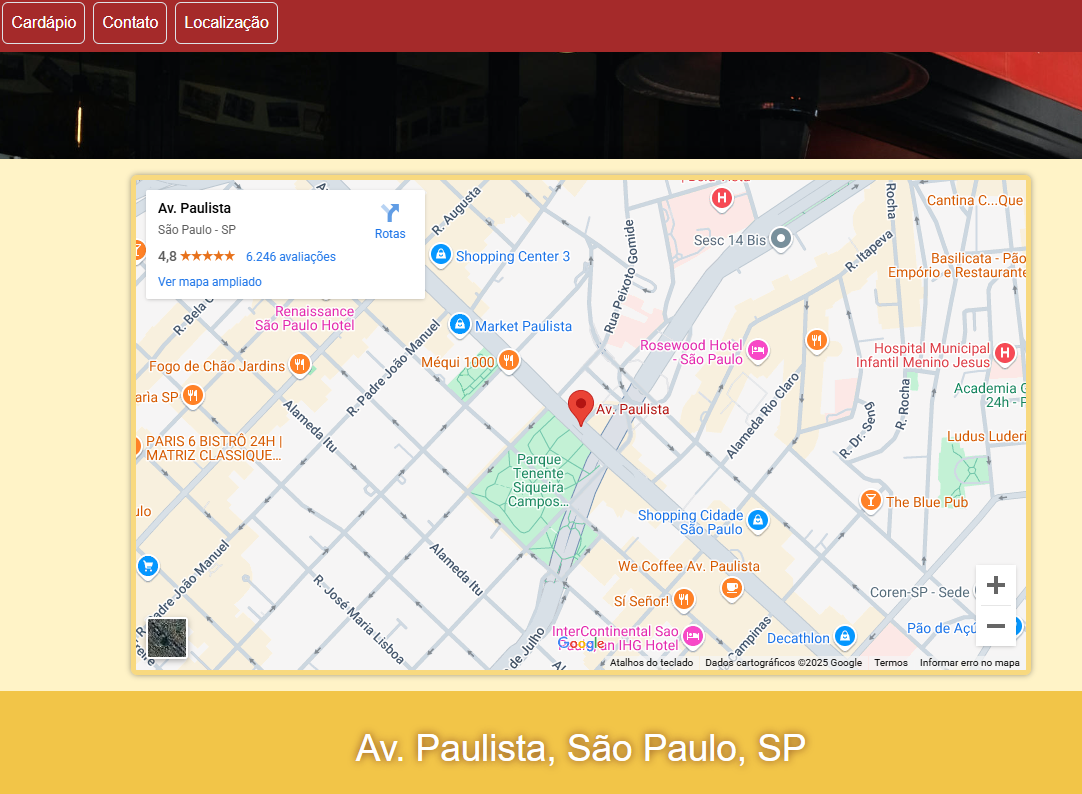 Cardápio
Contato
Localização
Av. Paulista
São Paulo - SP
4,8
6.246 avaliações
Ver mapa ampliado
Rotas
R. Augusta
Shopping Center 3
Sesc 14 Bis
Rocha
Cantina C...Que
R. Itapeva
Basilicata - Pão
Empório e Restaurante
Rua Peixoto Gomide
R. Bela
Renaissance
São Paulo Hotel
Market Paulista
R. Padre João Manuel
Méqui 1000
Fogo de Chão Jardins
Rosewood Hotel
- São Paulo
Hospital Municipal
Infantil Menino Jesus
aria SP
Alameda Itu
Av. Paulista
Alameda Rio Claro
R. Rocha
R. Dr. Seng
Academia
24h - F
Ludus Luderi
PARIS 6 BISTRÔ 24H |
MATRIZ CLASSIQUE...
Parque
Tenente
Siqueira
Campos...
ulo
The Blue Pub
Shopping Cidade
São Paulo
R. Padre João Manuel
Alameda Itu
R. José Maria Lisboa
We Coffee Av. Paulista
Sí Señor!
Coren-SP - Sede
Pão de Açú
InterContinental Sao
an IHG Hotel
Google
de Julho
Campinas
Decathlon
Atalhos do teclado
Dados cartográficos ©2025 Google
Termos
Informar erro no mapa
Av. Paulista, São Paulo, SP